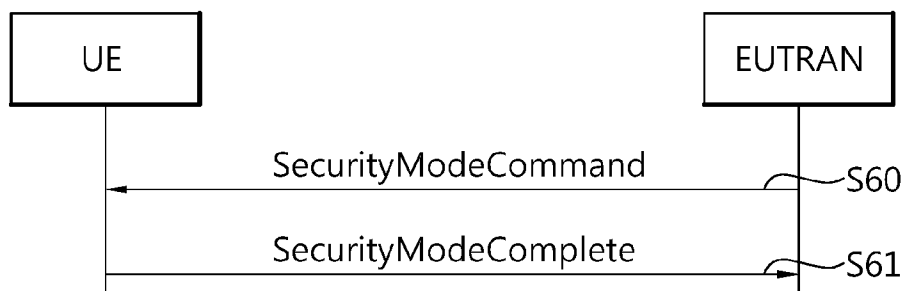 UE
EUTRAN
SecurityModeCommand
S60
SecurityModeComplete
S61